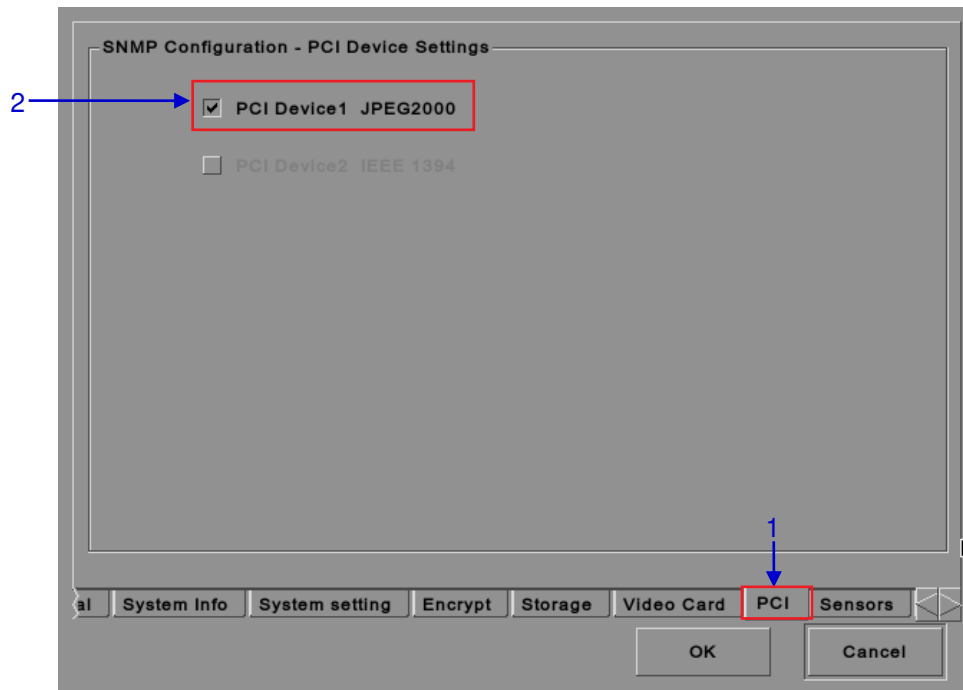 SNMP Configuration - PCI Device Settings
2
PCI Device1 JPEG2000
PCI Device2 IEEE 1394
1
al System Info System setting Encrypt Storage Video Card PCI Sensors
OK Cancel